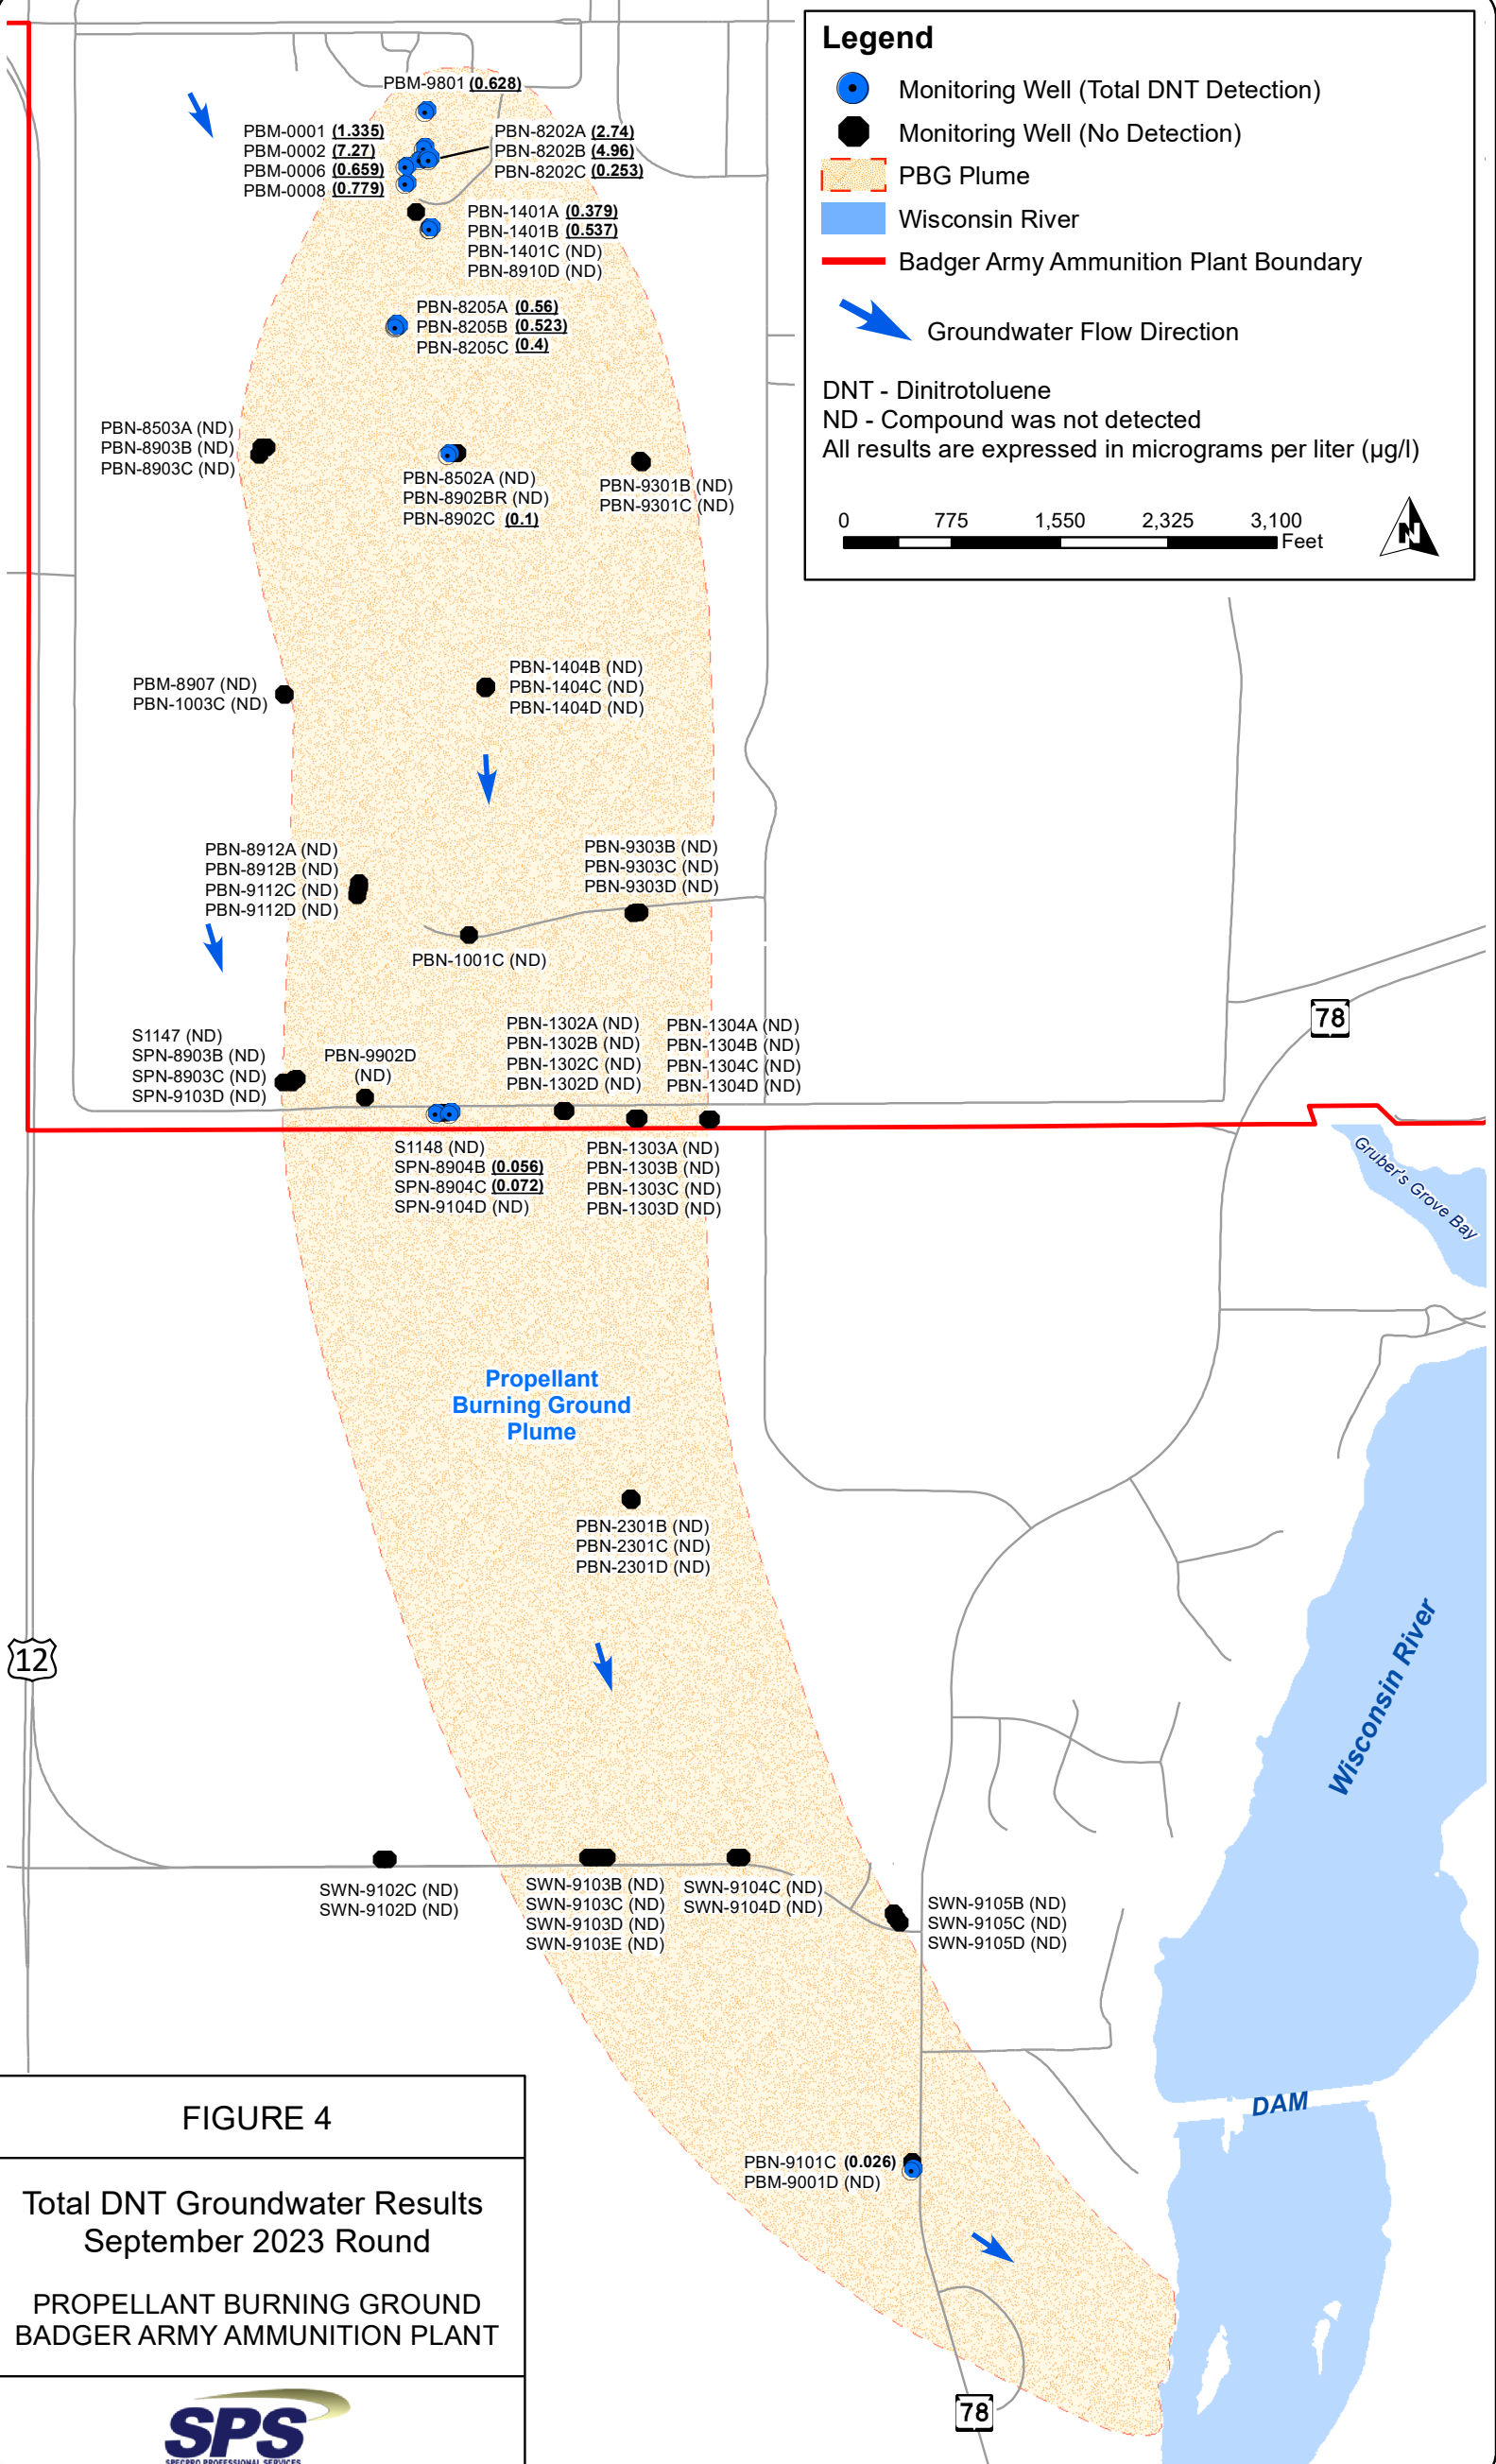 Legend
Monitoring Well (Total DNT Detection)
Monitoring Well (No Detection)
PBG Plume
Wisconsin River
Badger Army Ammunition Plant Boundary
Groundwater Flow Direction
DNT - Dinitrotoluene
ND - Compound was not detected
All results are expressed in micrograms per liter (µg/l)
0 775 1,550 2,325 3,100
Feet
N
PBM-9801 (0.628)
PBM-0001 (1.335)
PBM-0002 (7.27)
PBM-0006 (0.659)
PBM-0008 (0.779)
PBN-8202A (2.74)
PBN-8202B (4.96)
PBN-8202C (0.253)
PBN-1401A (0.379)
PBN-1401B (0.537)
PBN-1401C (ND)
PBN-8910D (ND)
PBN-8205A (0.56)
PBN-8205B (0.523)
PBN-8205C (0.4)
PBN-8503A (ND)
PBN-8903B (ND)
PBN-8903C (ND)
PBN-8502A (ND)
PBN-8902BR (ND)
PBN-8902C (0.1)
PBN-9301B (ND)
PBN-9301C (ND)
PBM-8907 (ND)
PBN-1003C (ND)
PBN-1404B (ND)
PBN-1404C (ND)
PBN-1404D (ND)
PBN-8912A (ND)
PBN-8912B (ND)
PBN-9112C (ND)
PBN-9112D (ND)
PBN-9303B (ND)
PBN-9303C (ND)
PBN-9303D (ND)
PBN-1001C (ND)
78
S1147 (ND)
SPN-8903B (ND)
SPN-8903C (ND)
SPN-9103D (ND)
PBN-9902D
(ND)
PBN-1302A (ND)
PBN-1302B (ND)
PBN-1302C (ND)
PBN-1302D (ND)
PBN-1304A (ND)
PBN-1304B (ND)
PBN-1304C (ND)
PBN-1304D (ND)
S1148 (ND)
SPN-8904B (0.056)
SPN-8904C (0.072)
SPN-9104D (ND)
PBN-1303A (ND)
PBN-1303B (ND)
PBN-1303C (ND)
PBN-1303D (ND)
Gruber's Grove Bay
Propellant
Burning Ground
Plume
PBN-2301B (ND)
PBN-2301C (ND)
PBN-2301D (ND)
12
Wisconsin River
SWN-9102C (ND)
SWN-9102D (ND)
SWN-9103B (ND)
SWN-9103C (ND)
SWN-9103D (ND)
SWN-9103E (ND)
SWN-9104C (ND)
SWN-9104D (ND)
SWN-9105B (ND)
SWN-9105C (ND)
SWN-9105D (ND)
DAM
PBN-9101C (0.026)
PBM-9001D (ND)
78
FIGURE 4
Total DNT Groundwater Results
September 2023 Round
PROPELLANT BURNING GROUND
BADGER ARMY AMMUNITION PLANT
SPS
SPECPRO PROFESSIONAL SERVICES